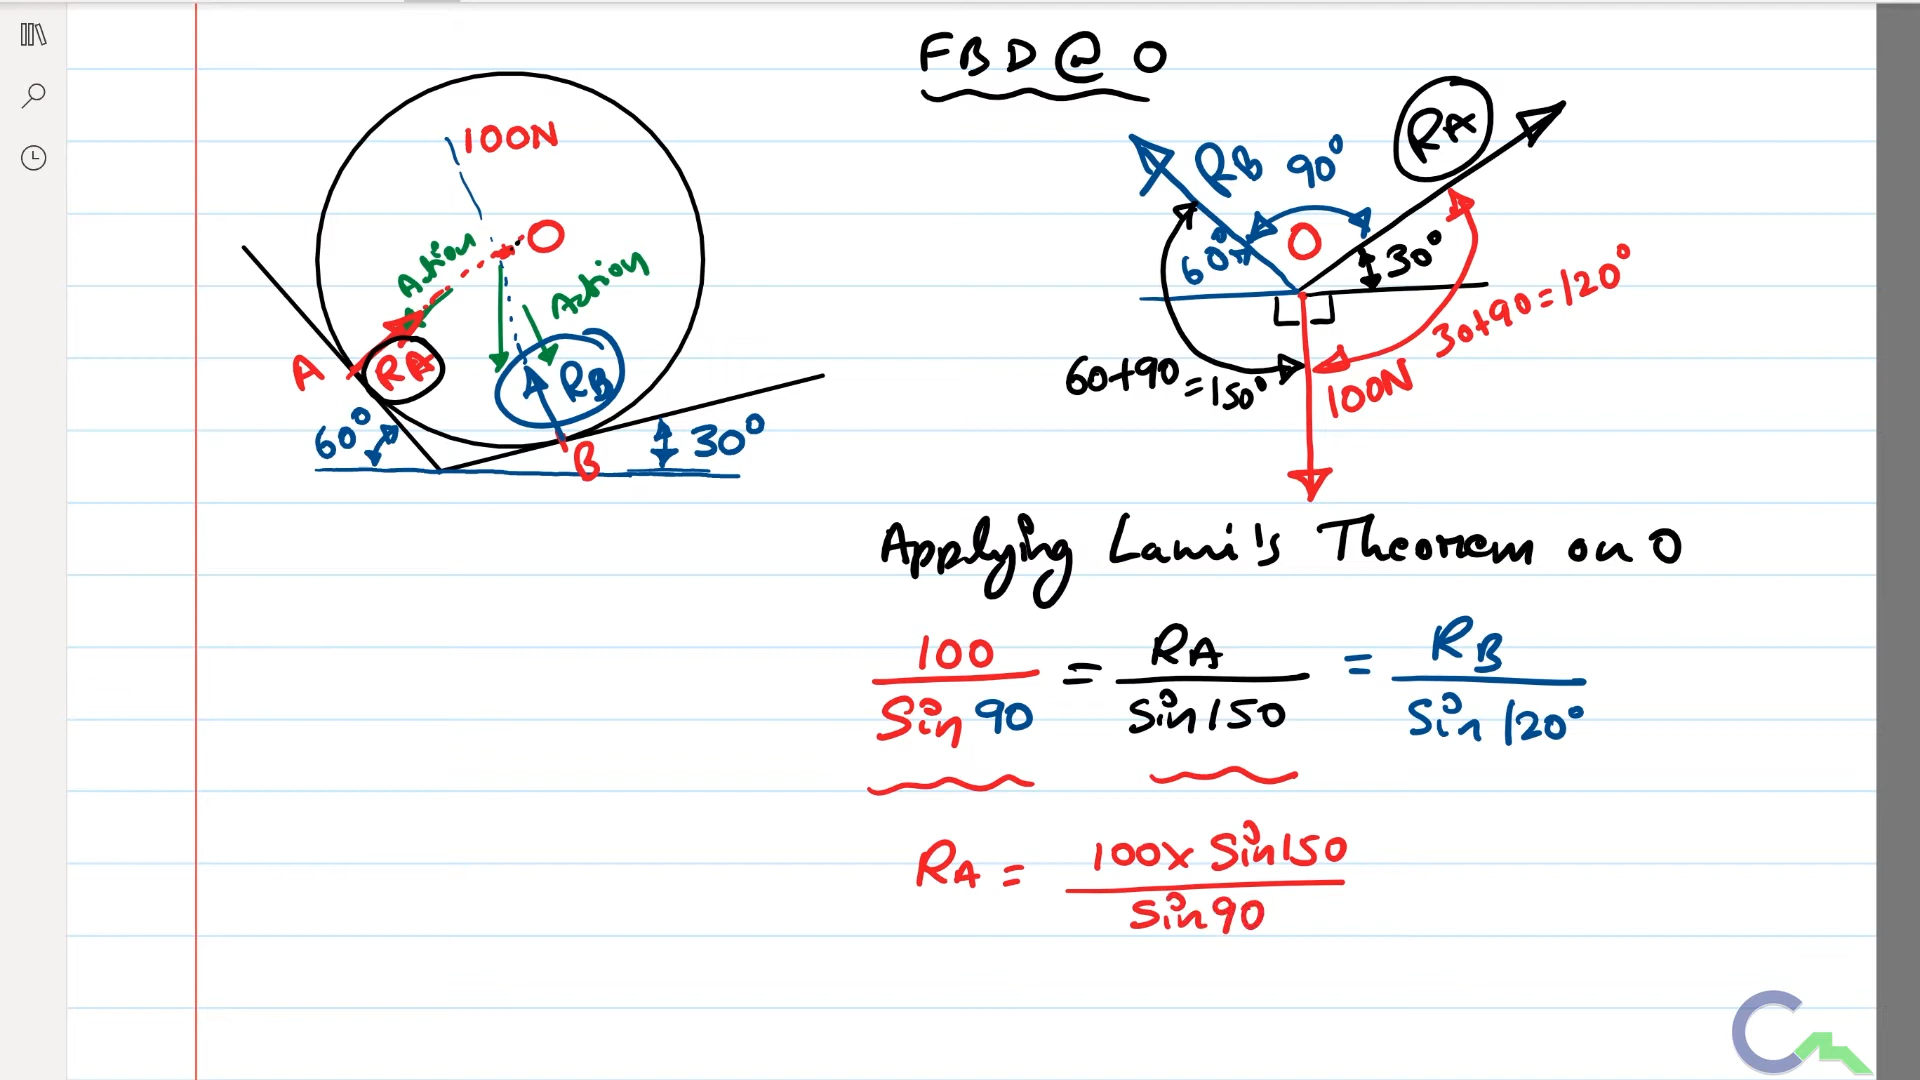 FBD @ O
100N
O
Action
Action
A
RA
RB
60°
30°
B
RB
90°
RA
60°
O
30°
30+90=120°
60+90=150°
100N
Applying Lami's Theorem on O
100/Sin 90 = RA/Sin 150 = RB/Sin 120°
RA = 100x Sin 150/Sin 90